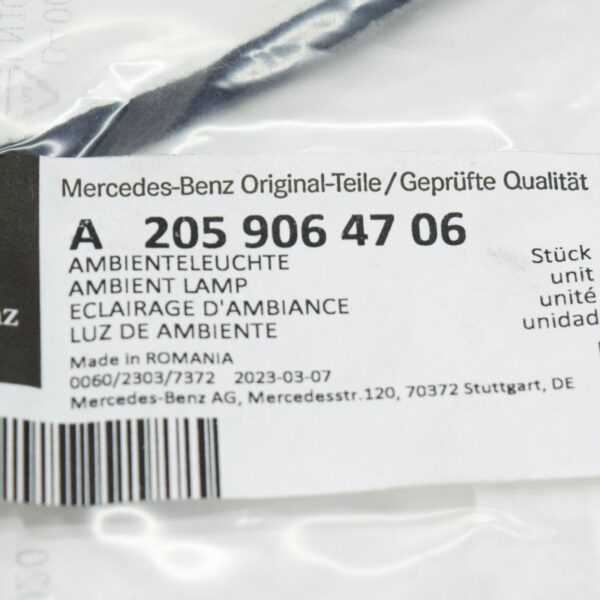 Mercedes-Benz Original-Teile/Geprüfte Qualität
A 205 906 47 06
AMBIENTELEUCHTE
AMBIENT LAMP
ECLAIRAGE D'AMBIANCE
LUZ DE AMBIENTE
Stück
unit
unité
unidad
Made in ROMANIA
0060/2303/7372 2023-03-07
Mercedes-Benz AG, Mercedesstr.120, 70372 Stuttgart, DE